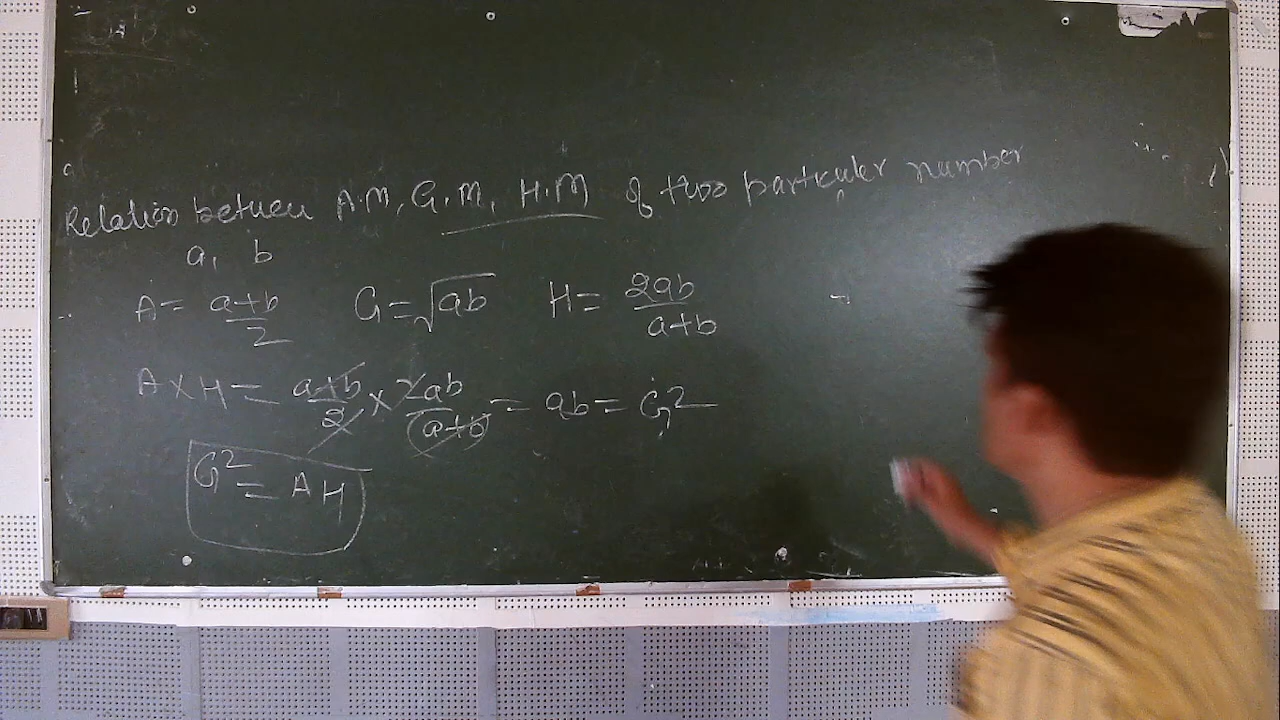 Relation between A.M, G.M, H.M of two particular number
a, b
A = a+b/2 G = √ab H = 2ab/a+b
A×H = a+b/2 × 2ab/(a+b) = ab = G²
G² = AH